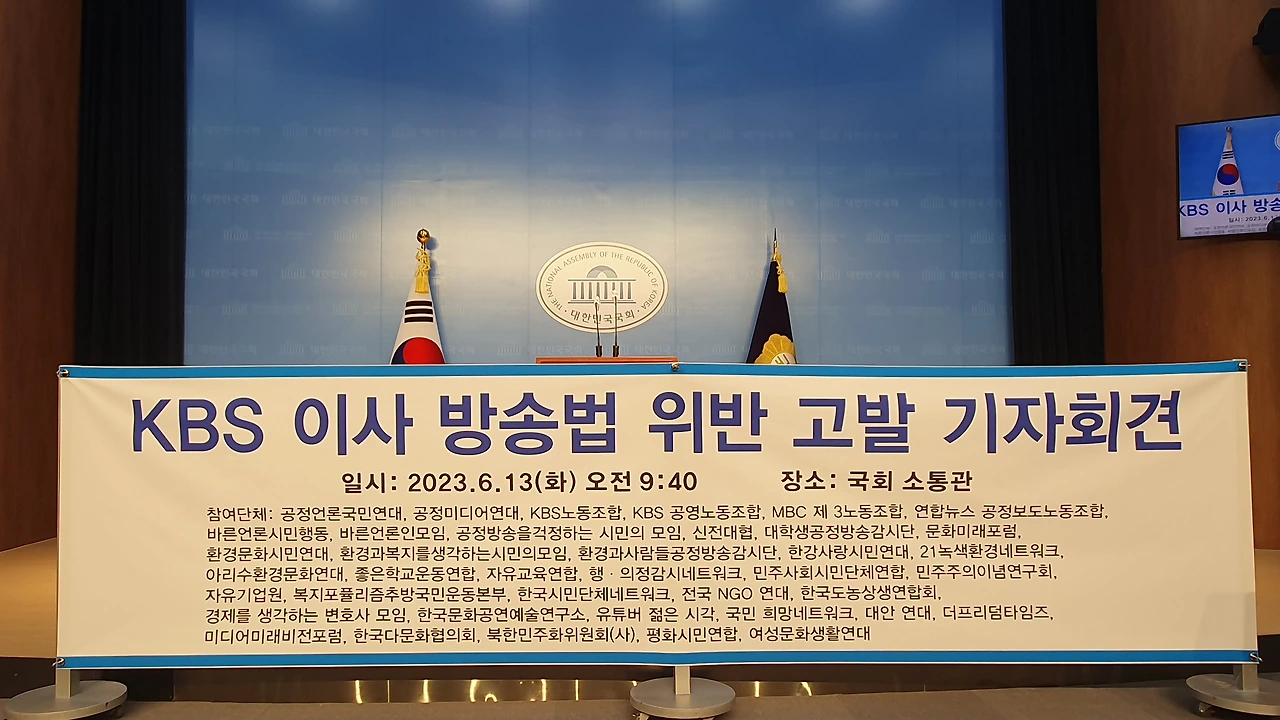 대한민국국회
THE NATIONAL ASSEMBLY OF THE REPUBLIC OF KOREA
대한민국국회
KBS 이사 방송
일시: 2023.6.1
KBS 이사 방송법 위반 고발 기자회견
일시: 2023.6.13(화) 오전 9:40 장소: 국회 소통관
참여단체: 공정언론국민연대, 공정미디어연대, KBS노동조합, KBS 공영노동조합, MBC 제 3노동조합, 연합뉴스 공정보도노동조합,
바른언론시민행동, 바른언론인모임, 공정방송을걱정하는 시민의 모임, 신전대협, 대학생공정방송감시단, 문화미래포럼,
환경문화시민연대, 환경과복지를생각하는시민의모임, 환경과사람들공정방송감시단, 한강사랑시민연대, 21녹색환경네트워크,
아리수환경문화연대, 좋은학교운동연합, 자유교육연합, 행·의정감시네트워크, 민주사회시민단체연합, 민주주의이념연구회,
자유기업원, 복지포퓰리즘추방국민운동본부, 한국시민단체네트워크, 전국 NGO 연대, 한국도농상생연합회,
경제를 생각하는 변호사 모임, 한국문화공연예술연구소, 유튜버 젊은 시각, 국민 희망네트워크, 대안 연대, 더프리덤타임즈,
미디어미래비전포럼, 한국다문화협의회, 북한민주화위원회(사), 평화시민연합, 여성문화생활연대